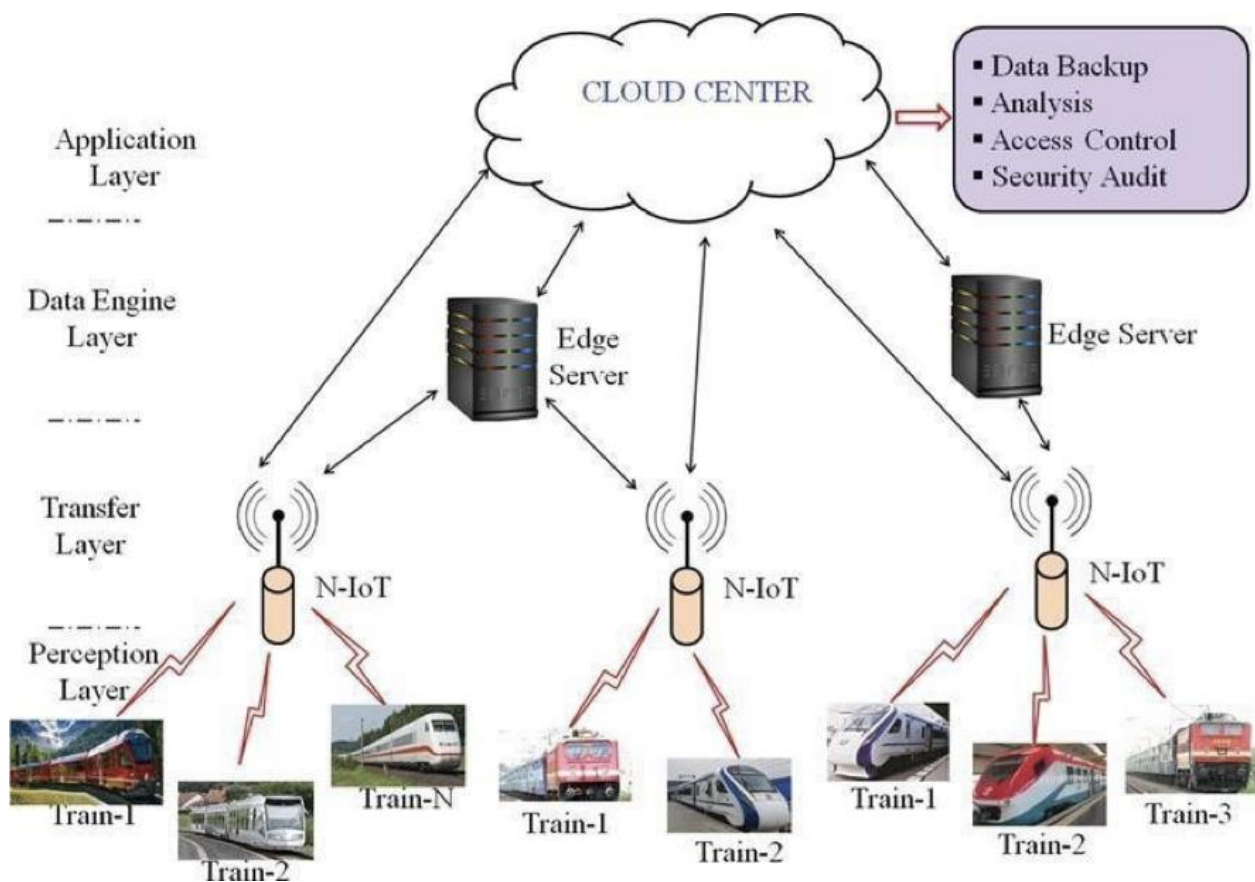 CLOUD CENTER
▪ Data Backup
▪ Analysis
▪ Access Control
▪ Security Audit
Application
Layer
Data Engine
Layer
Edge
Server
Edge Server
Transfer
Layer
N-IoT
N-IoT
N-IoT
Perception
Layer
Train-1
Train-2
Train-N
Train-1
Train-2
Train-1
Train-2
Train-3